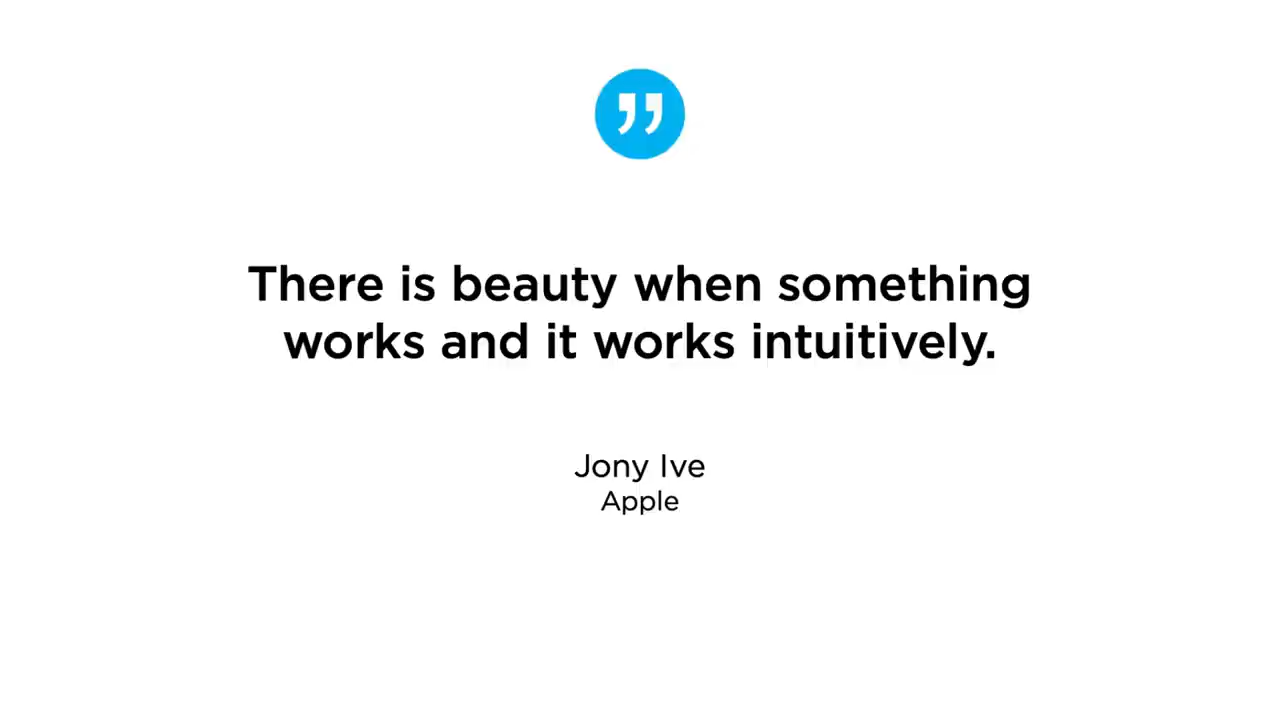 ”
There is beauty when something
works and it works intuitively.
Jony Ive
Apple